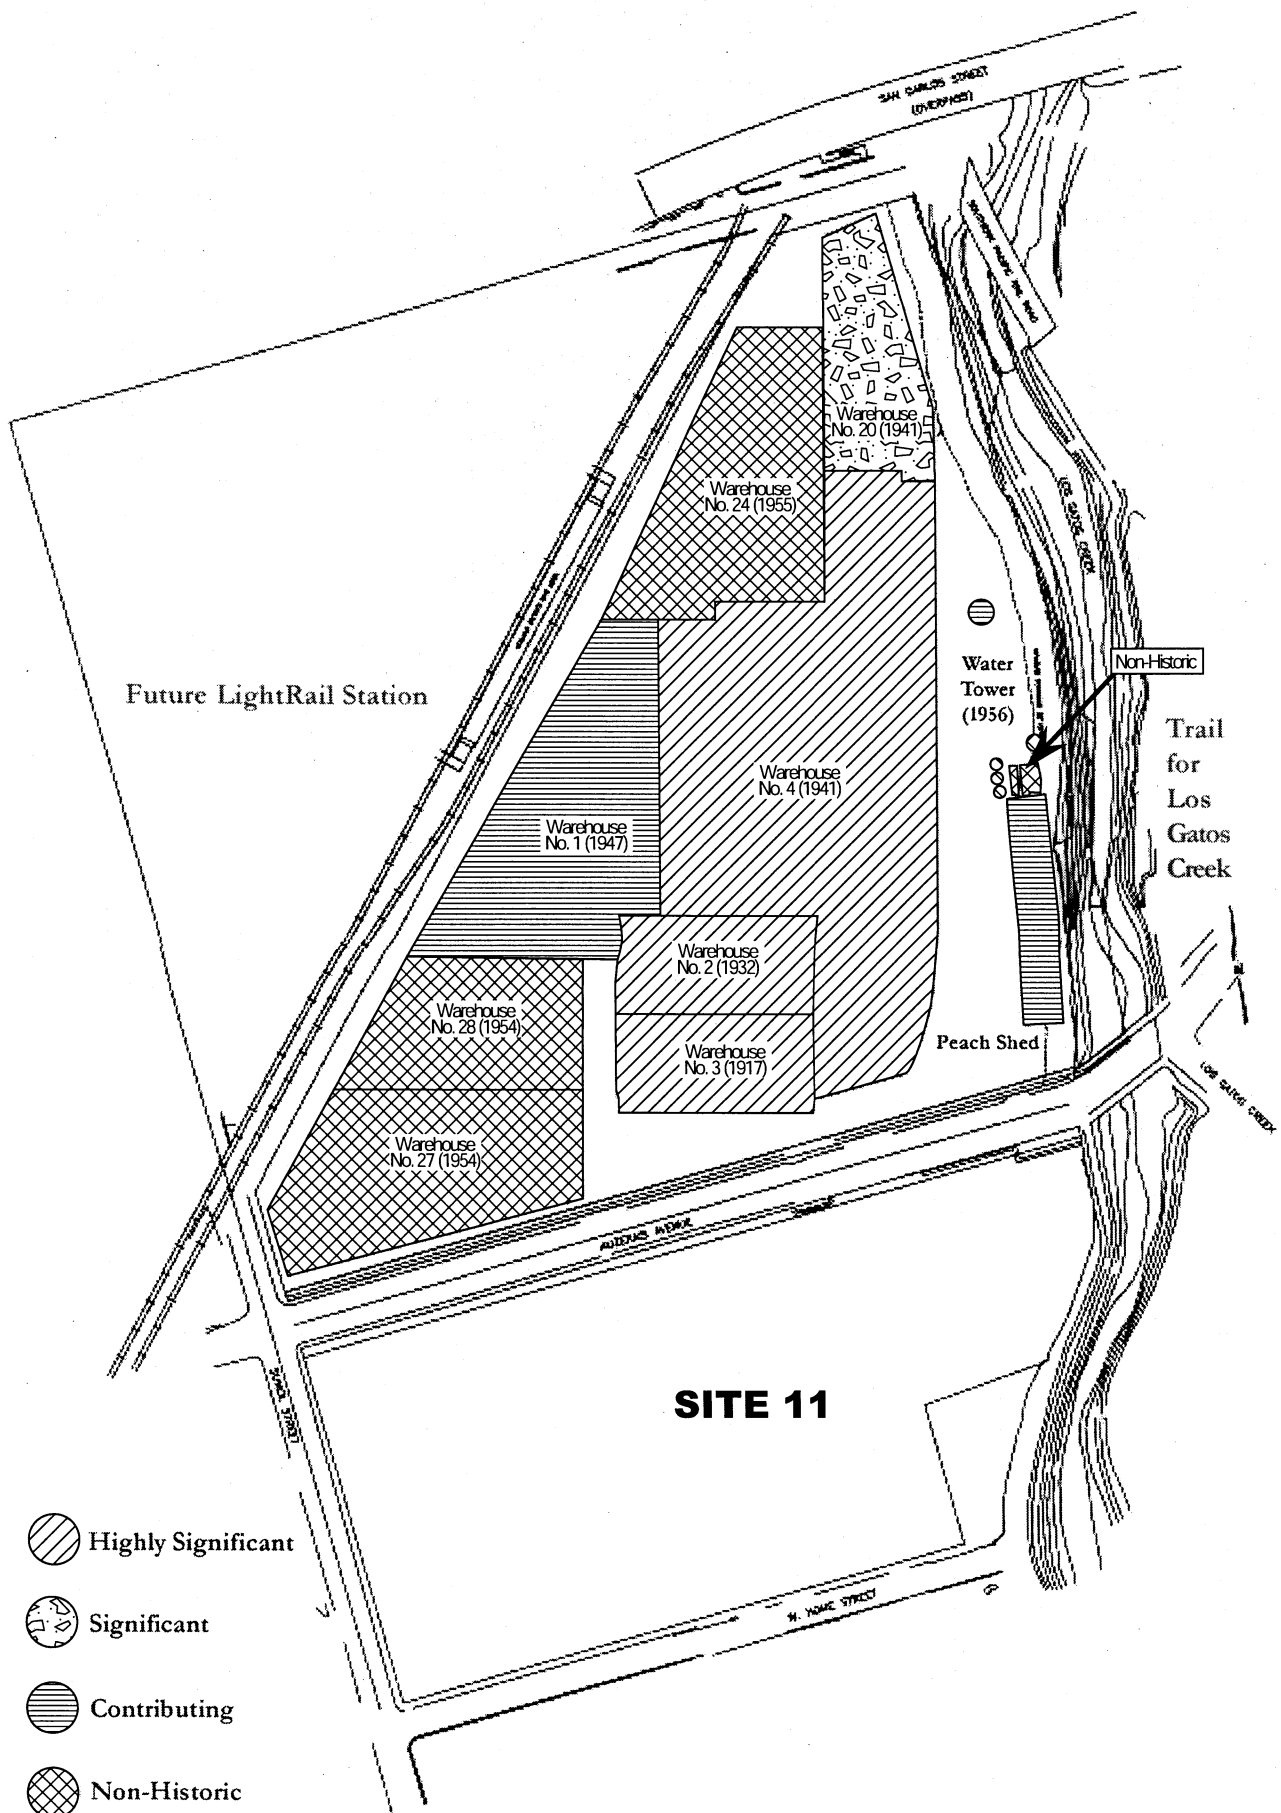 SAN CARLOS STREET
(OVERPASS)
Warehouse
No. 20 (1941)
Warehouse
No. 24 (1955)
LOS GATOS CREEK
Non-Historic
Water
Tower
(1956)
Future LightRail Station
Trail
for
Los
Gatos
Creek
Warehouse
No. 4 (1941)
Warehouse
No. 1 (1947)
Warehouse
No. 2 (1932)
Warehouse
No. 28 (1954)
Peach Shed
Warehouse
No. 3 (1917)
LOS GATOS CREEK
Warehouse
No. 27 (1954)
AUZERAIS AVENUE
SITE 11
SUNOL STREET
W. HOME STREET
Highly Significant
Significant
Contributing
Non-Historic